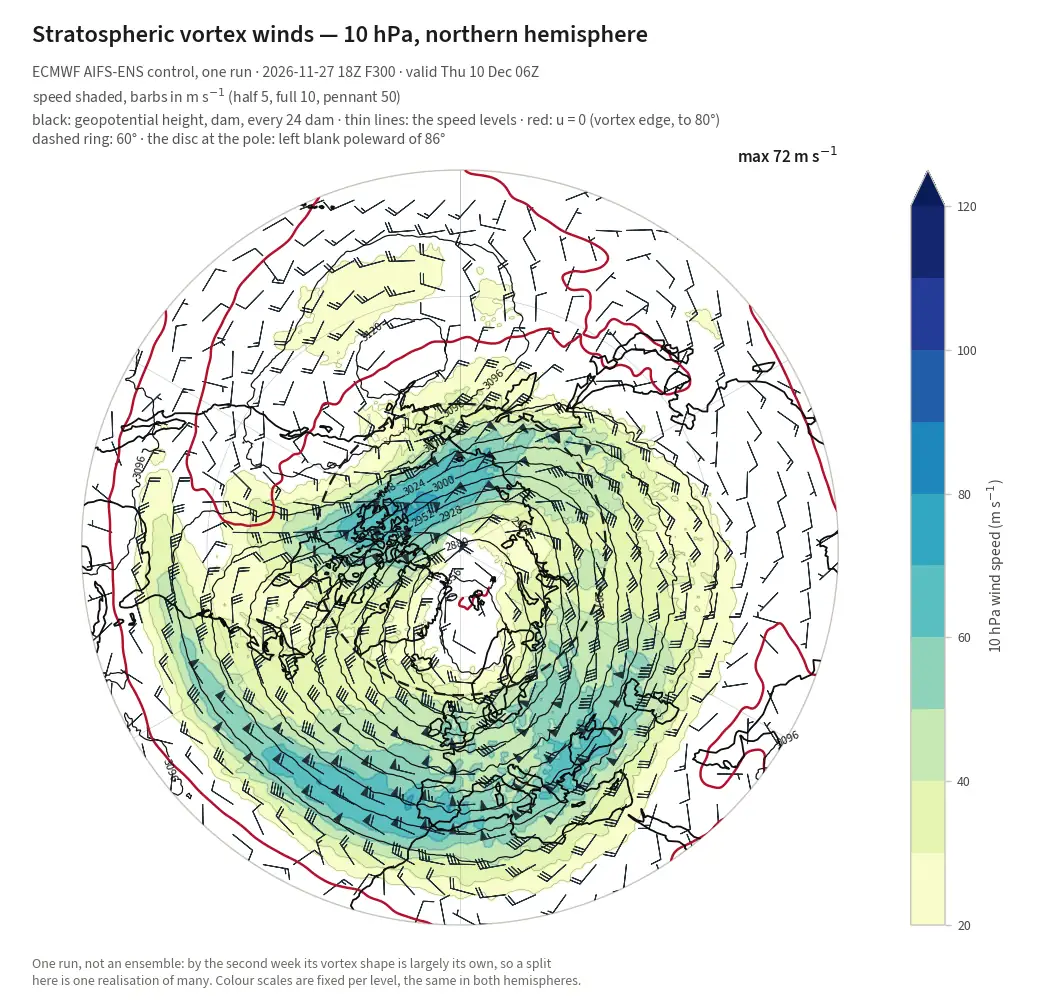 Stratospheric vortex winds — 10 hPa, northern hemisphere
ECMWF AIFS-ENS control, one run · 2026-11-27 18Z F300 · valid Thu 10 Dec 06Z
speed shaded, barbs in m s⁻¹ (half 5, full 10, pennant 50)
black: geopotential height, dam, every 24 dam · thin lines: the speed levels · red: u = 0 (vortex edge, to 80°)
dashed ring: 60° · the disc at the pole: left blank poleward of 86°
max 72 m s⁻¹
120
100
80
60
40
20
10 hPa wind speed (m s⁻¹)
3096
3096
3024
3000
2928
3096
3096
One run, not an ensemble: by the second week its vortex shape is largely its own, so a split
here is one realisation of many. Colour scales are fixed per level, the same in both hemispheres.